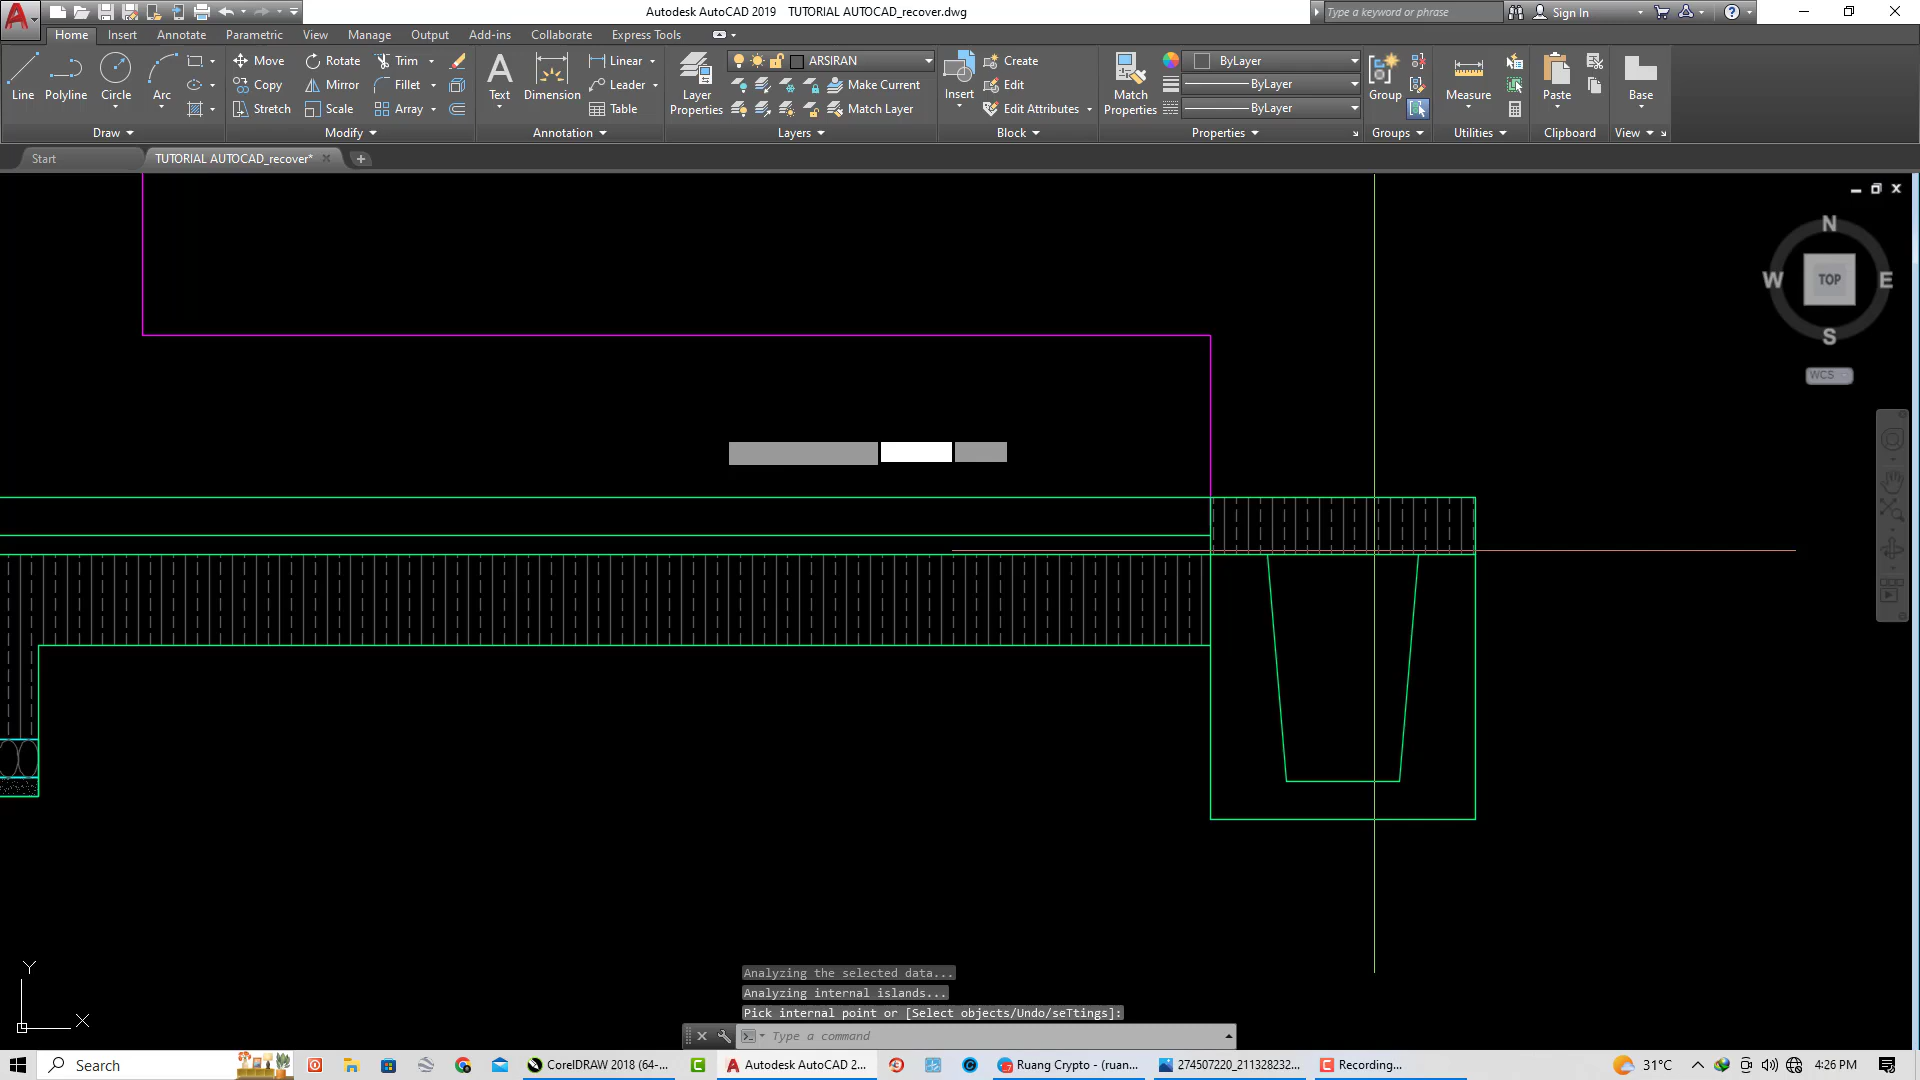 Autodesk AutoCAD 2019 TUTORIAL AUTOCAD_recover.dwg
Type a keyword or phrase
Sign In
Home Insert Annotate Parametric View Manage Output Add-ins Collaborate Express Tools
Line Polyline Circle Arc
Draw
Move Rotate Trim
Copy Mirror Fillet
Stretch Scale Array
Modify
Text Dimension
Linear
Leader
Table
Annotation
Layer Properties
ARSIRAN
Make Current
Match Layer
Layers
Insert
Create
Edit
Edit Attributes
Block
Match Properties
ByLayer
ByLayer
ByLayer
Properties
Group
Groups
Measure
Utilities
Paste
Clipboard
Base
View
Start TUTORIAL AUTOCAD_recover*
N
W TOP E
S
WCS
Y
X
Analyzing the selected data...
Analyzing internal islands...
Pick internal point or [Select objects/Undo/seTtings]:
Type a command
Search
CorelDRAW 2018 (64-...
Autodesk AutoCAD 2...
Ruang Crypto - (ruan...
274507220_211328232...
Recording...
31°C
4:26 PM